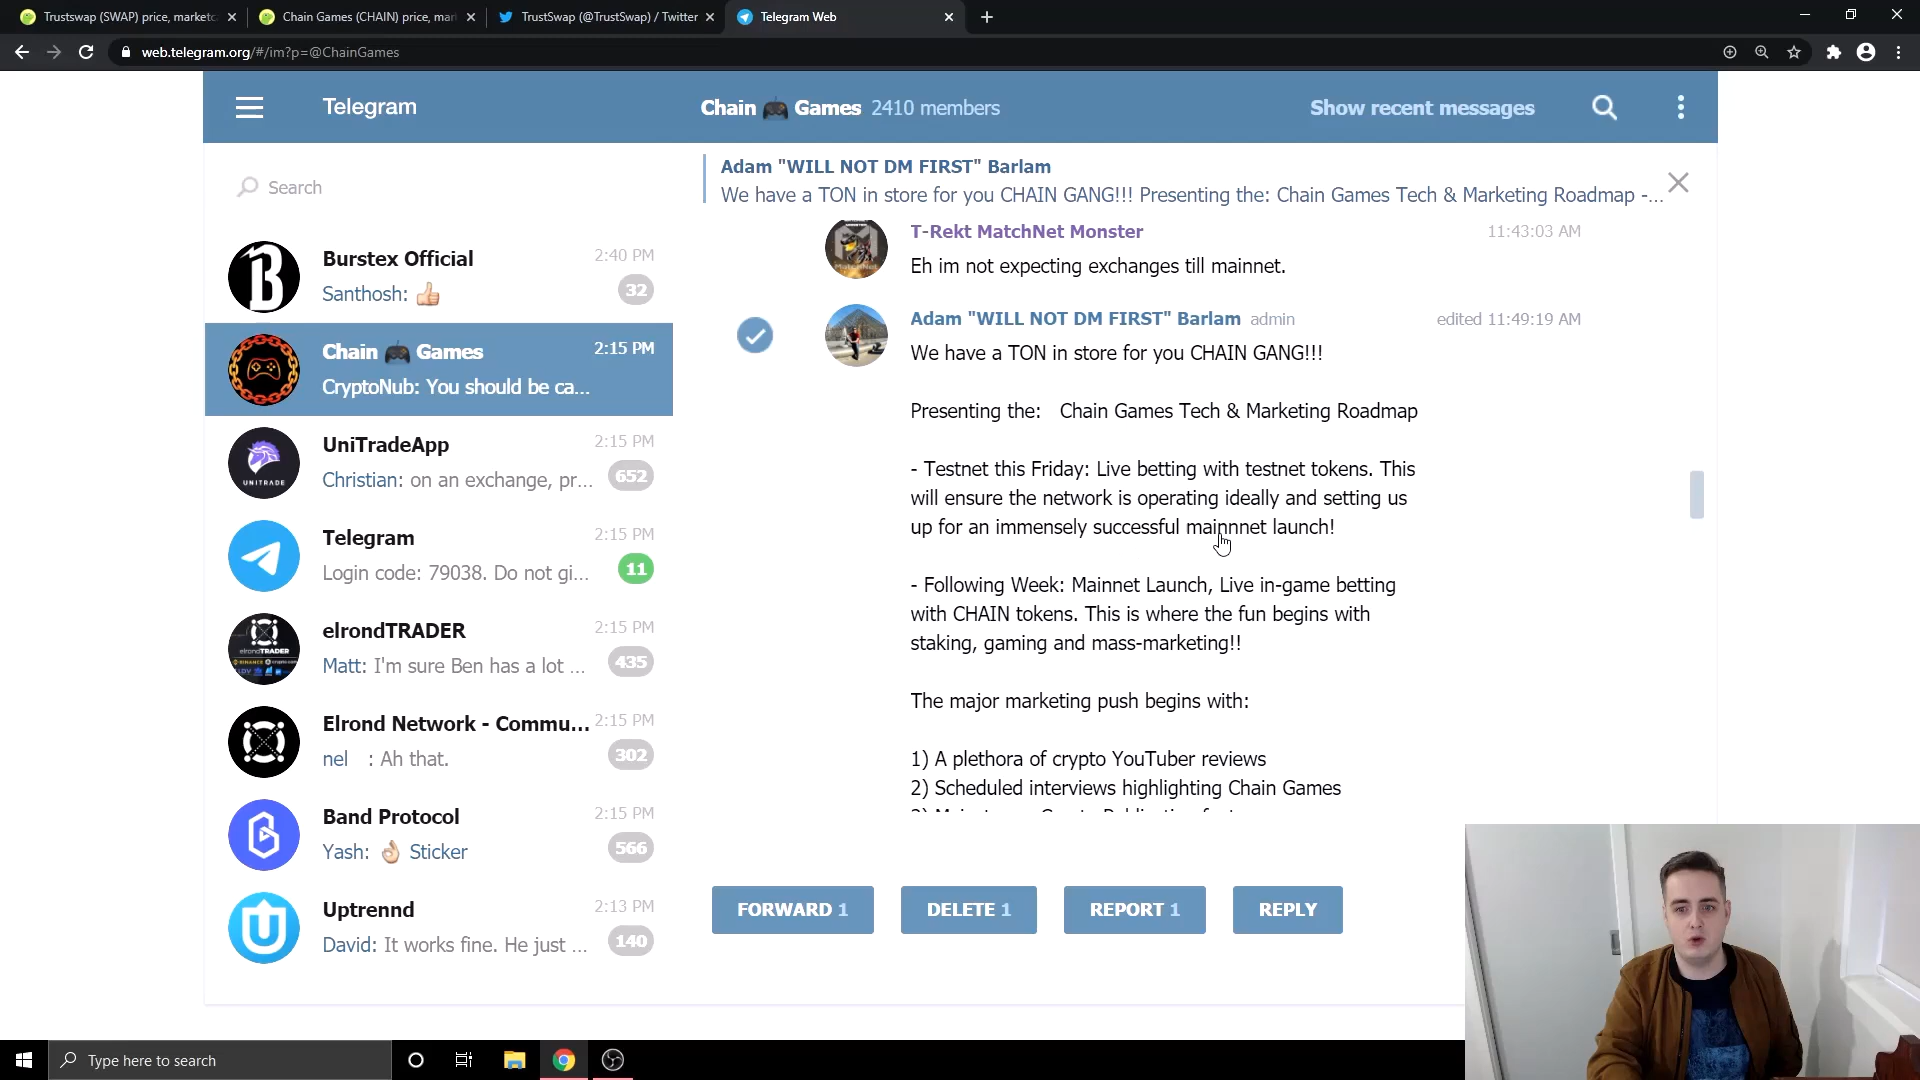 Trustswap (SWAP) price, marketca
Chain Games (CHAIN) price, mar
TrustSwap (@TrustSwap) / Twitter
Telegram Web
web.telegram.org/#/im?p=@ChainGames
Telegram
Chain 🎮 Games 2410 members
Show recent messages
Search
Adam "WILL NOT DM FIRST" Barlam
We have a TON in store for you CHAIN GANG!!! Presenting the: Chain Games Tech & Marketing Roadmap -...
Burstex Official 2:40 PM
Santhosh: 👍🏻 32
Chain 🎮 Games 2:15 PM
CryptoNub: You should be ca...
UniTradeApp 2:15 PM
Christian: on an exchange, pr... 652
UNITRADE
Telegram 2:15 PM
Login code: 79038. Do not gi... 11
elrondTRADER 2:15 PM
Matt: I'm sure Ben has a lot ... 435
Elrond Network - Commu... 2:15 PM
nel : Ah that. 302
Band Protocol 2:15 PM
Yash: 👌🏻 Sticker 566
Uptrennd 2:13 PM
David: It works fine. He just ... 140
T-Rekt MatchNet Monster 11:43:03 AM
Eh im not expecting exchanges till mainnet.
Adam "WILL NOT DM FIRST" Barlam admin edited 11:49:19 AM
We have a TON in store for you CHAIN GANG!!!
Presenting the: Chain Games Tech & Marketing Roadmap
- Testnet this Friday: Live betting with testnet tokens. This
will ensure the network is operating ideally and setting us
up for an immensely successful mainnnet launch!
- Following Week: Mainnet Launch, Live in-game betting
with CHAIN tokens. This is where the fun begins with
staking, gaming and mass-marketing!!
The major marketing push begins with:
1) A plethora of crypto YouTuber reviews
2) Scheduled interviews highlighting Chain Games
FORWARD 1
DELETE 1
REPORT 1
REPLY
Type here to search